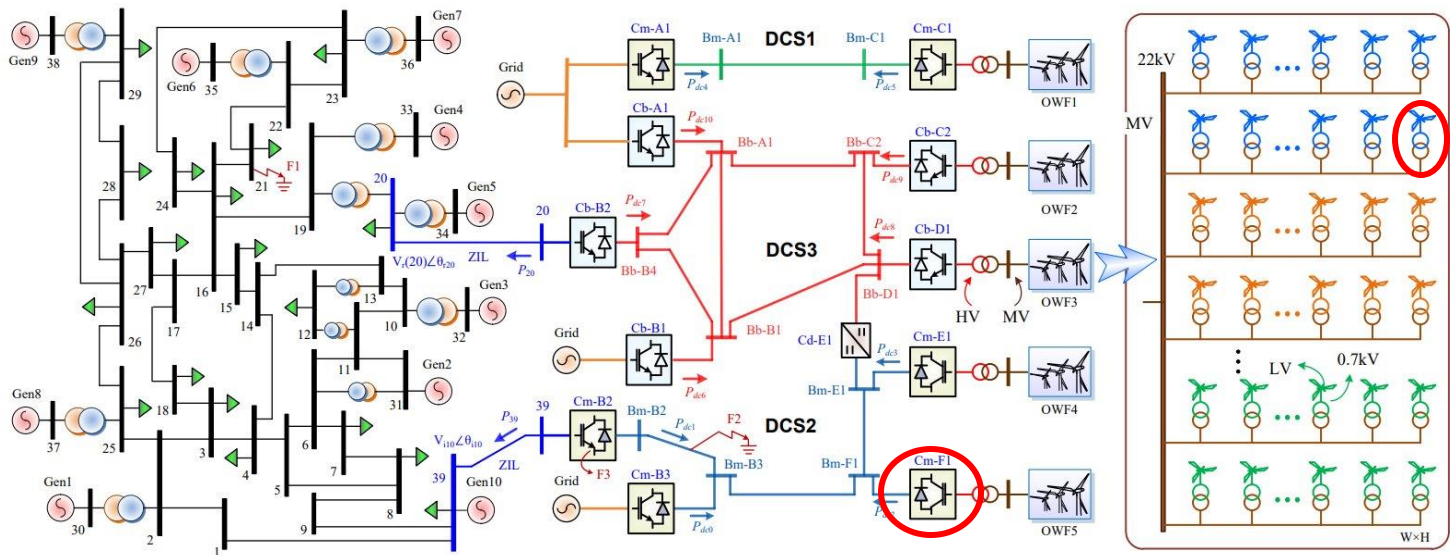 Gen9
38
29
28
27
26
25
Gen8
37
Gen1
30
2
1
Gen6
35
22
21
F1
24
16
15
14
17
18
3
4
5
9
Gen7
36
23
Gen4
33
19
20
Gen5
34
V_r(20)∠θ_r20
ZIL
P_20
20
13
12
10
Gen3
32
11
Gen2
31
6
7
8
V_i10∠θ_i10
ZIL
39
Gen10
P_39
39
Grid
Cm-A1
P_dc4
Bm-A1
DCS1
Bm-C1
P_dc5
Cm-C1
OWF1
Cb-A1
P_dc10
Bb-A1
Bb-C2
P_dc9
Cb-C2
OWF2
Cb-B2
P_dc7
Bb-B4
DCS3
P_dc8
Cb-D1
Bb-D1
HV
MV
OWF3
Grid
Cb-B1
P_dc6
Bb-B1
Cd-E1
P_dc3
Bm-E1
Cm-E1
OWF4
Cm-B2
F3
Bm-B2
P_dc1
F2
DCS2
Bm-B3
Grid
Cm-B3
P_dc0
Bm-F1
Cm-F1
OWF5
22kV
MV
LV
0.7kV
W×H